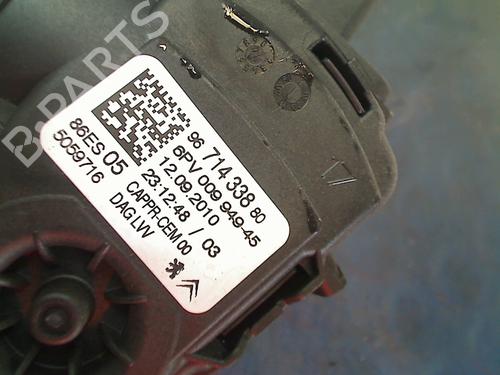 96 714 338 80
6PV 009 949-45
12.09.2010
23:12:48 / 03
86ES 05 CAPPR-CEM 00
5059716 DAG LVV
B-PARTS